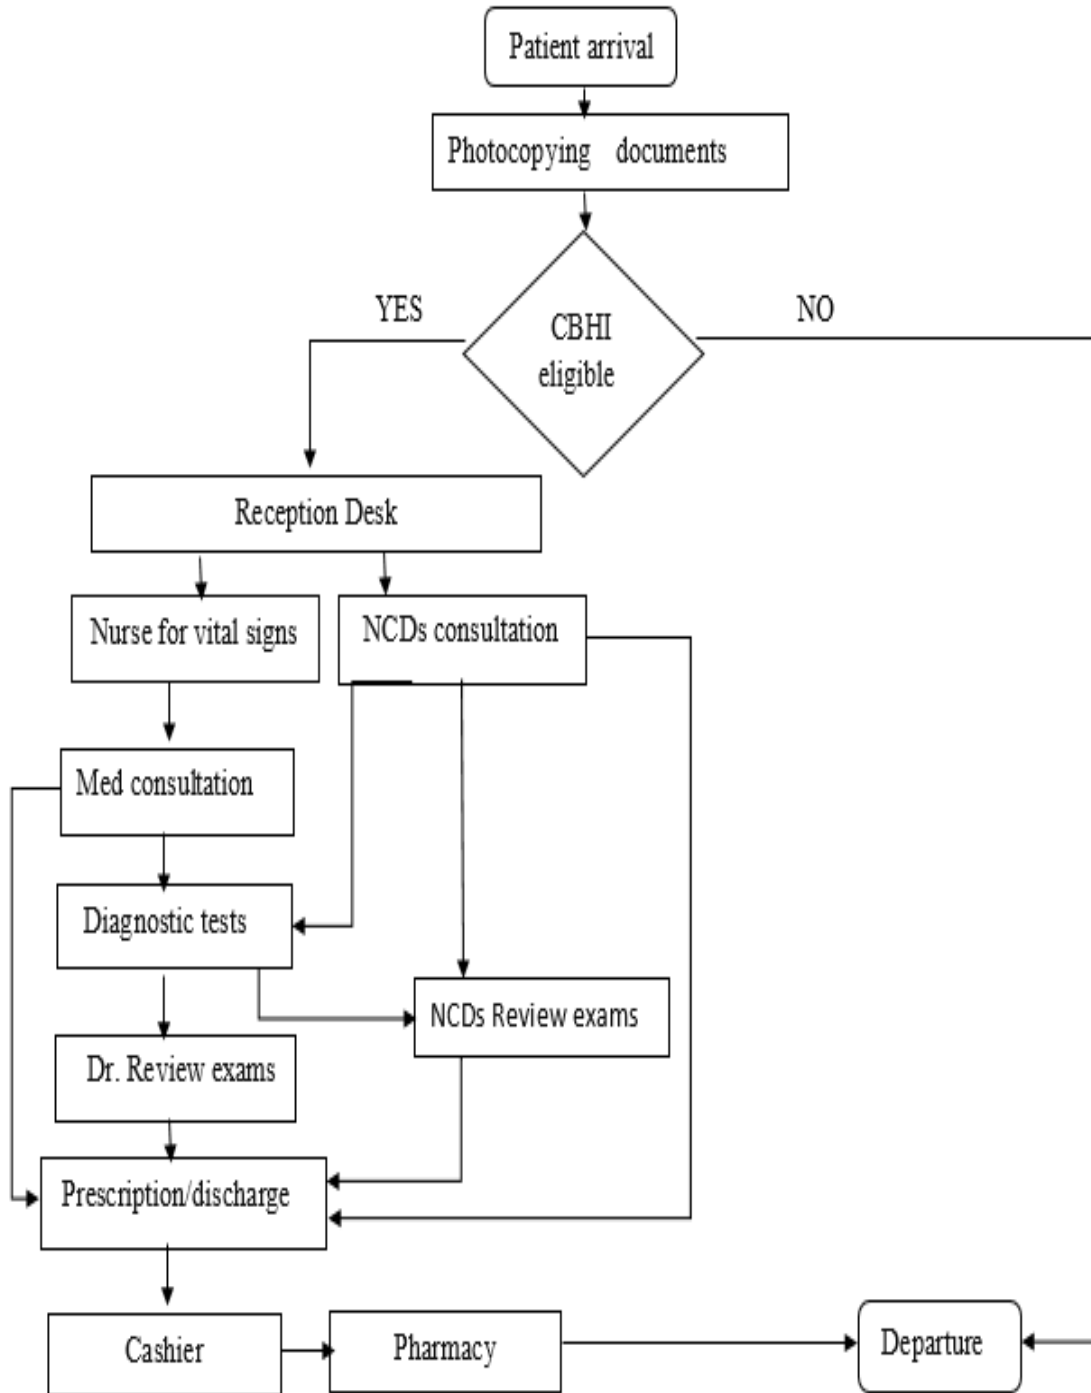 Patient arrival
Photocopying documents
YES
NO
CBHI
eligible
Reception Desk
Nurse for vital signs
NCDs consultation
Med consultation
Diagnostic tests
NCDs Review exams
Dr. Review exams
Prescription/discharge
Cashier
Pharmacy
Departure